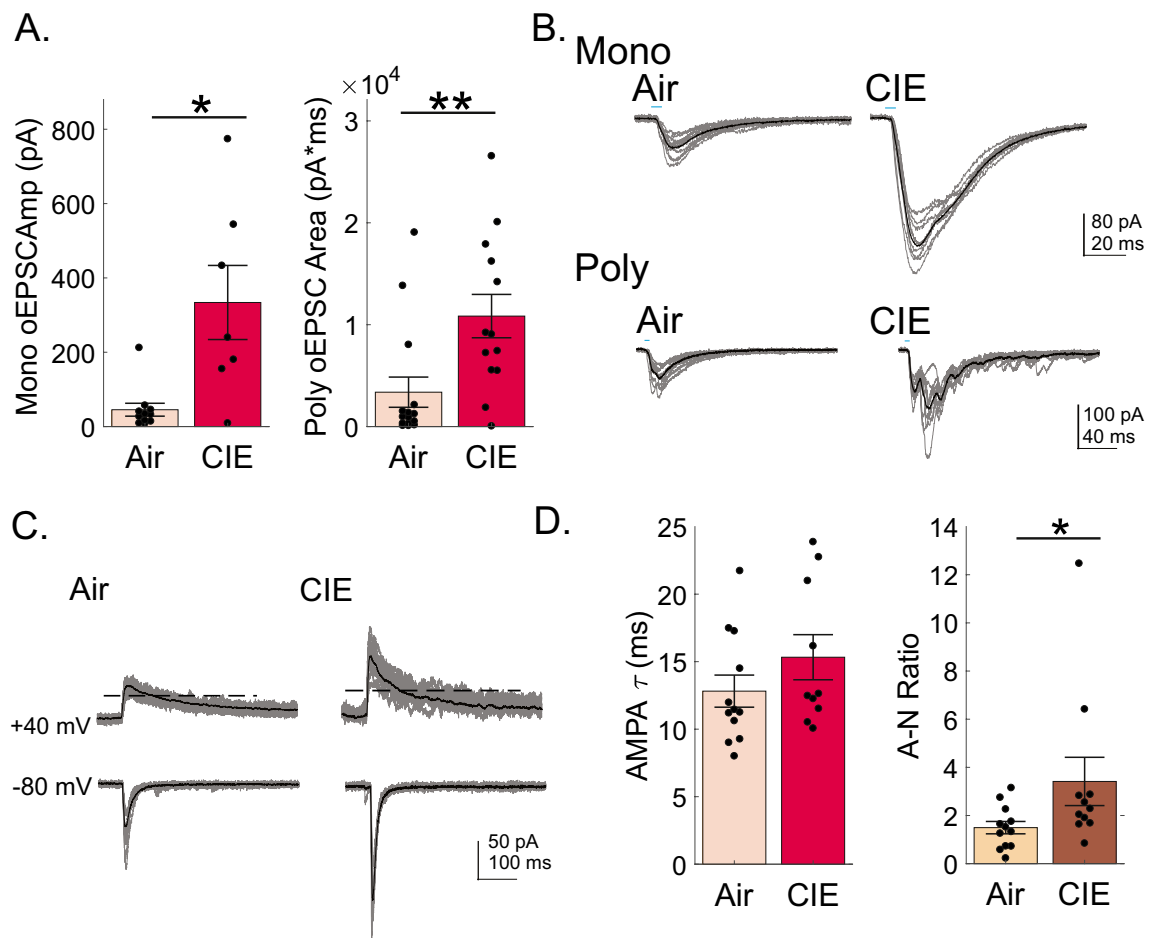 A.
Mono oEPSCAmp (pA)
800
600
400
200
0
*
Air CIE
Poly oEPSC Area (pA*ms)
× 10^4
3
2
1
0
**
Air CIE
B.
Mono
Air CIE
80 pA
20 ms
Poly
Air CIE
100 pA
40 ms
C.
Air CIE
+40 mV
-80 mV
50 pA
100 ms
D.
AMPA τ (ms)
25
20
15
10
5
0
Air CIE
A-N Ratio
14
12
10
8
6
4
2
0
*
Air CIE